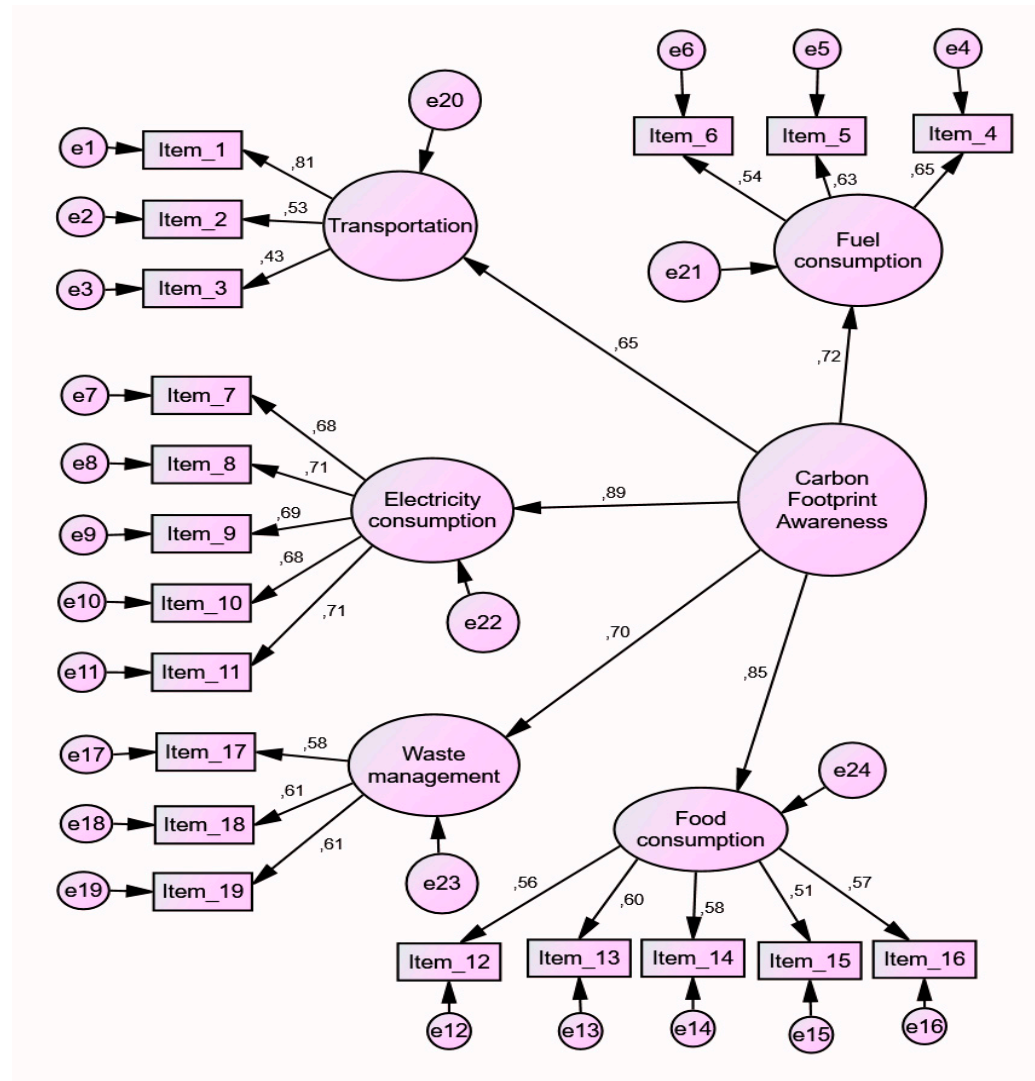 e6
e5
e4
e20
Item_6
Item_5
Item_4
e1
Item_1
,81
,54
,63
,65
e2
Item_2
,53
Transportation
Fuel
consumption
e3
Item_3
,43
e21
,65
,72
e7
Item_7
,68
e8
Item_8
,71
Electricity
consumption
,89
Carbon
Footprint
Awareness
e9
Item_9
,69
e10
Item_10
,68
e22
e11
Item_11
,71
,70
,85
e17
Item_17
,58
Waste
management
e24
e18
Item_18
,61
Food
consumption
e19
Item_19
,61
e23
,56
,60
,58
,51
,57
Item_12
Item_13
Item_14
Item_15
Item_16
e12
e13
e14
e15
e16